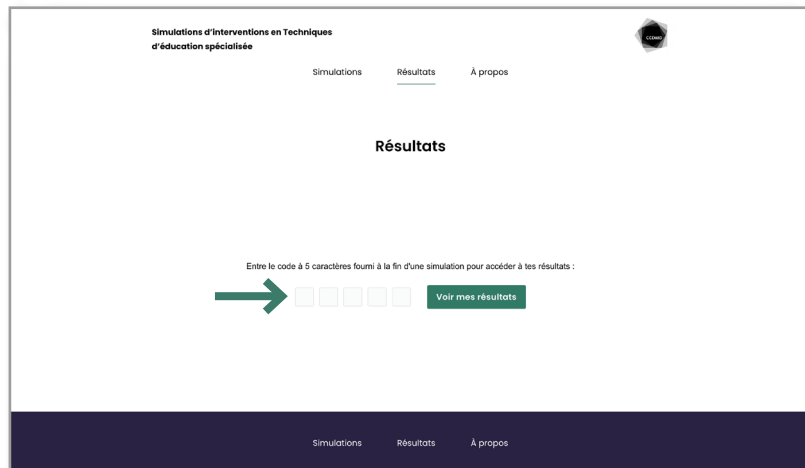 Simulations d'interventions en Techniques
d'éducation spécialisée
CCDMD
Simulations Résultats À propos
Résultats
Entre le code à 5 caractères fourni à la fin d'une simulation pour accéder à tes résultats :
Voir mes résultats
Simulations Résultats À propos